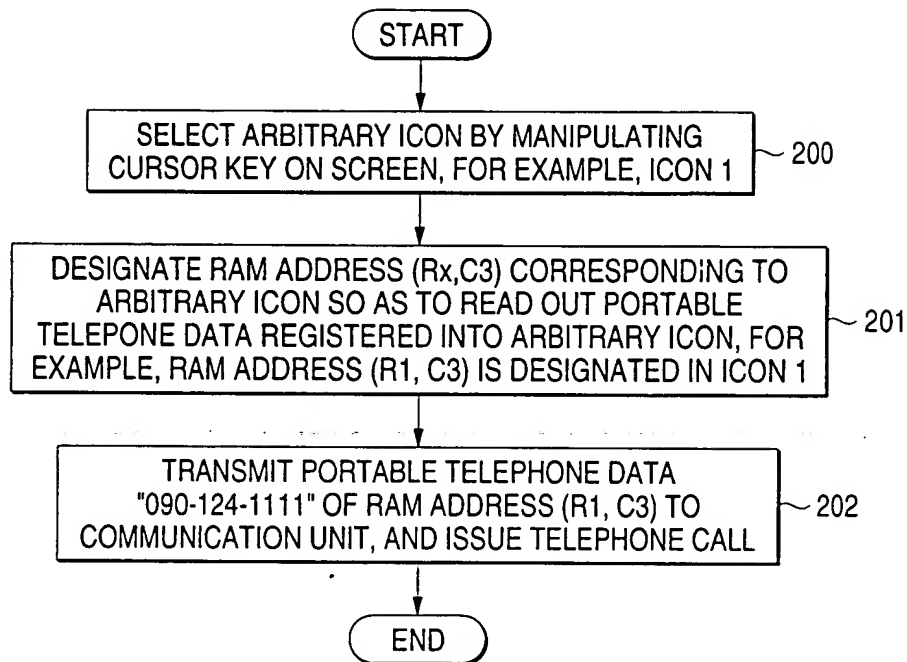 START
SELECT ARBITRARY ICON BY MANIPULATING
CURSOR KEY ON SCREEN, FOR EXAMPLE, ICON 1
200
DESIGNATE RAM ADDRESS (Rx,C3) CORRESPONDING TO
ARBITRARY ICON SO AS TO READ OUT PORTABLE
TELEPONE DATA REGISTERED INTO ARBITRARY ICON, FOR
EXAMPLE, RAM ADDRESS (R1, C3) IS DESIGNATED IN ICON 1
201
TRANSMIT PORTABLE TELEPHONE DATA
"090-124-1111" OF RAM ADDRESS (R1, C3) TO
COMMUNICATION UNIT, AND ISSUE TELEPHONE CALL
202
END